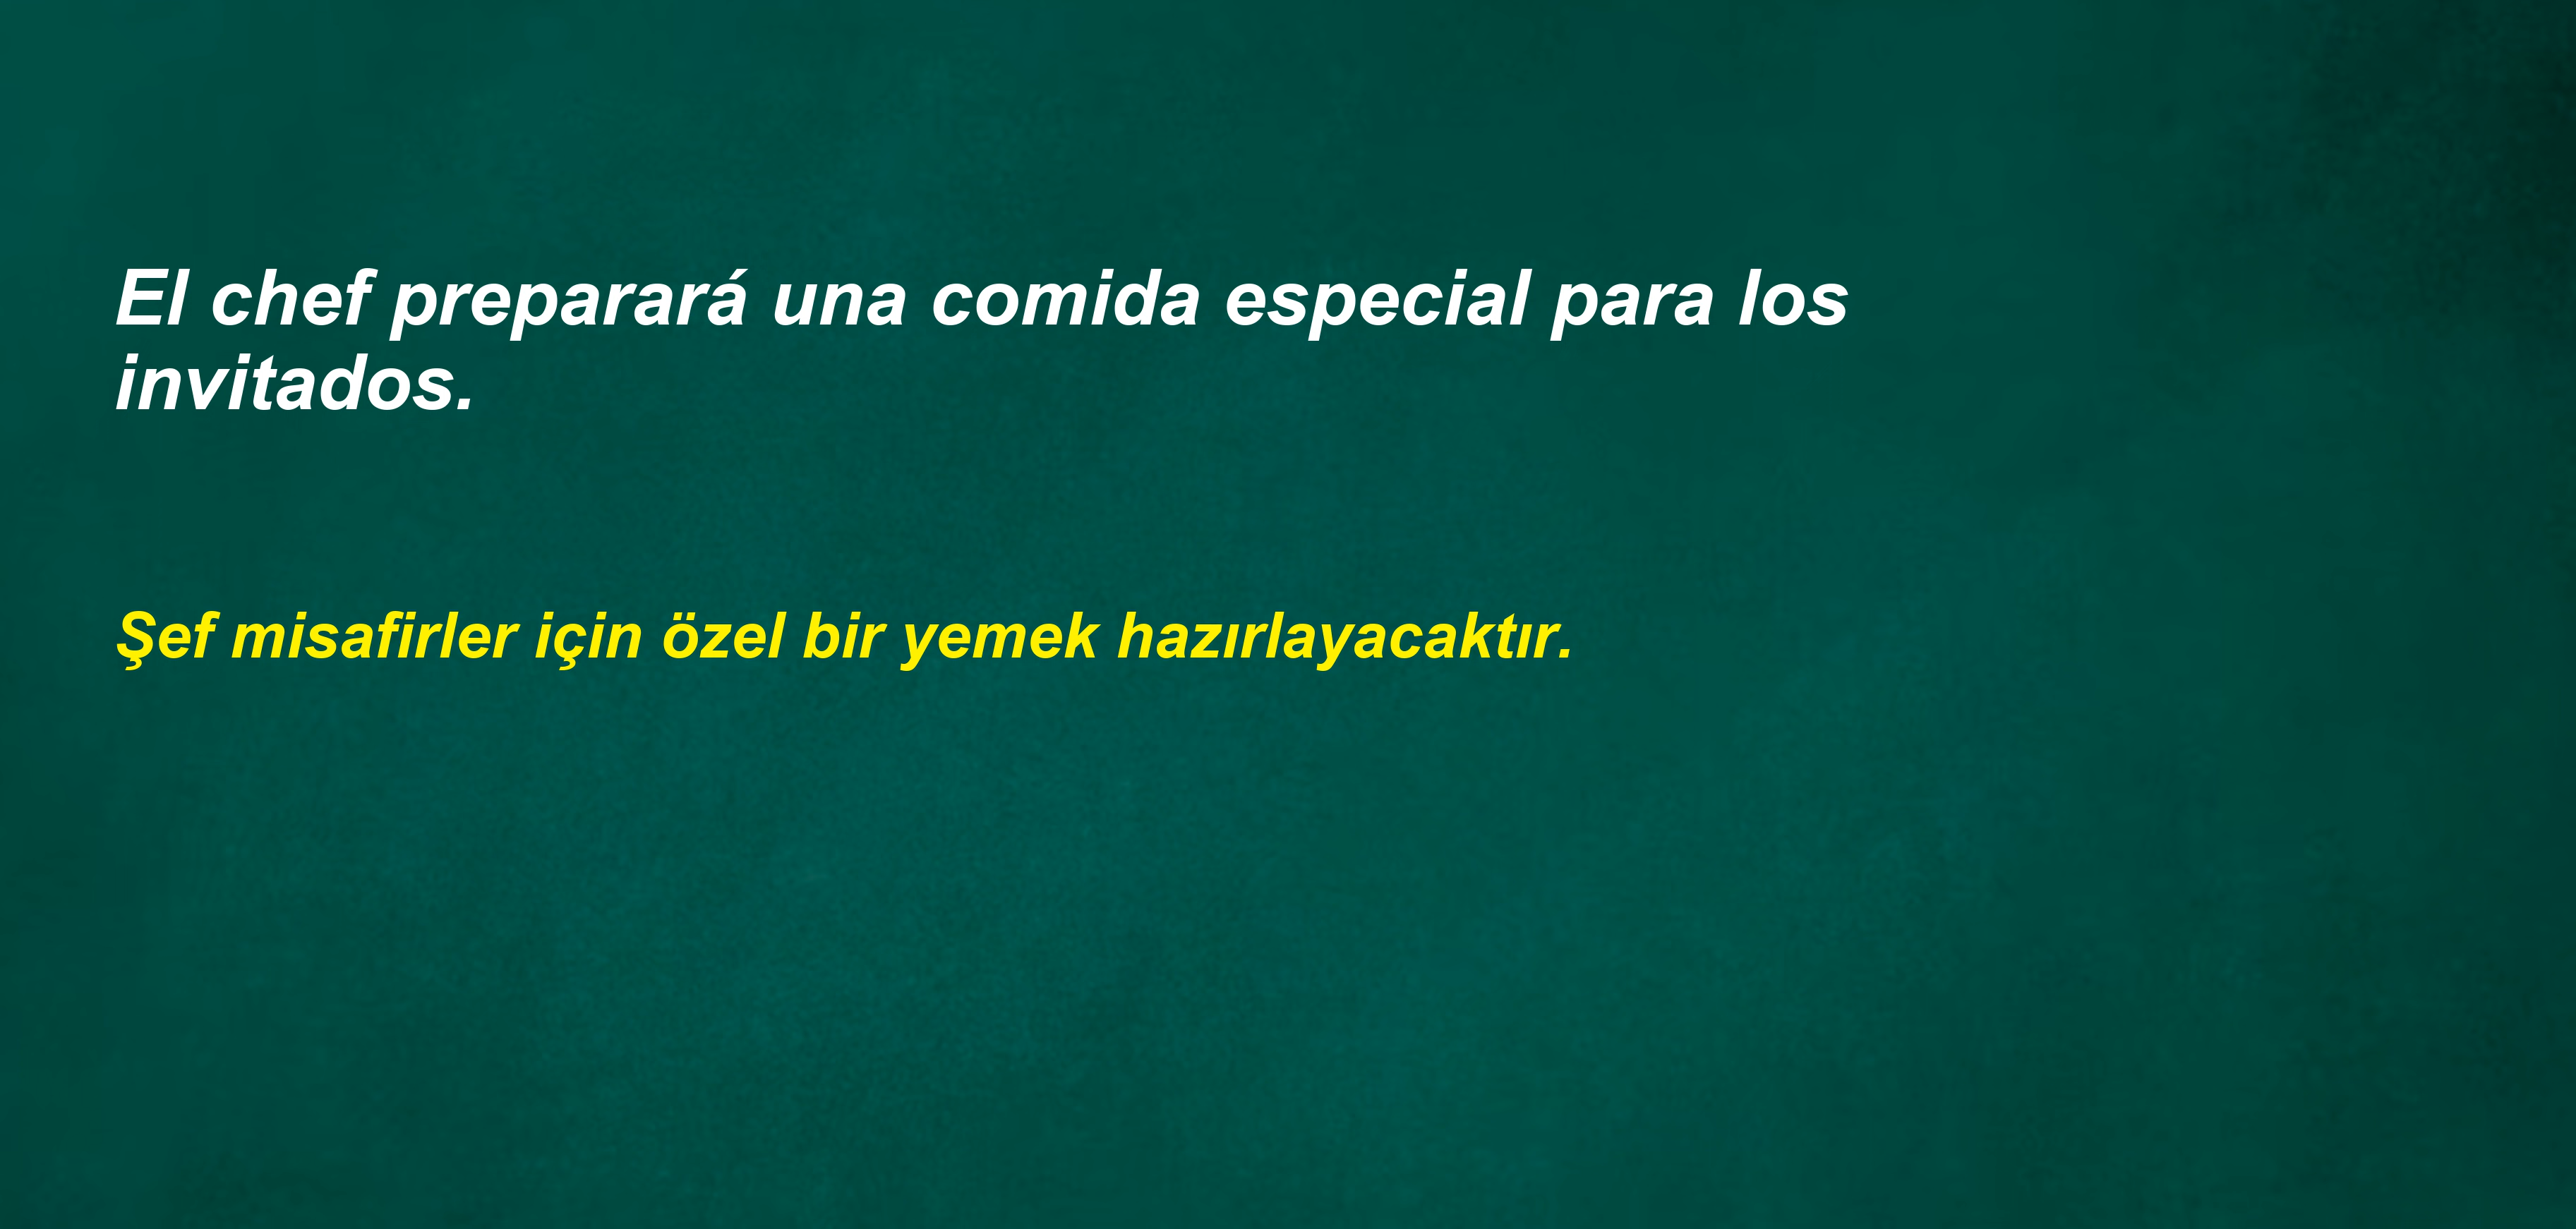 El chef preparará una comida especial para los
invitados.
Şef misafirler için özel bir yemek hazırlayacaktır.